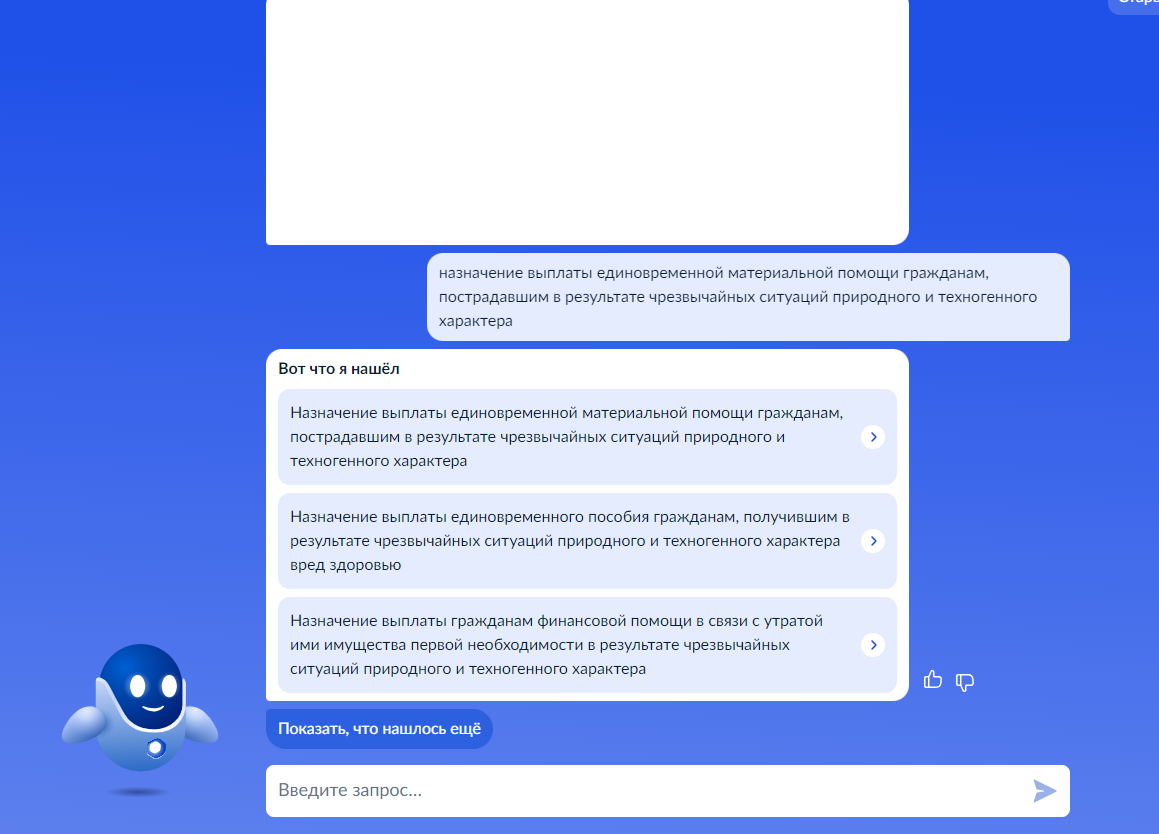 назначение выплаты единовременной материальной помощи гражданам,
пострадавшим в результате чрезвычайных ситуаций природного и техногенного
характера
Вот что я нашёл
Назначение выплаты единовременной материальной помощи гражданам,
пострадавшим в результате чрезвычайных ситуаций природного и
техногенного характера
Назначение выплаты единовременного пособия гражданам, получившим в
результате чрезвычайных ситуаций природного и техногенного характера
вред здоровью
Назначение выплаты гражданам финансовой помощи в связи с утратой
ими имущества первой необходимости в результате чрезвычайных
ситуаций природного и техногенного характера
Показать, что нашлось ещё
Введите запрос...